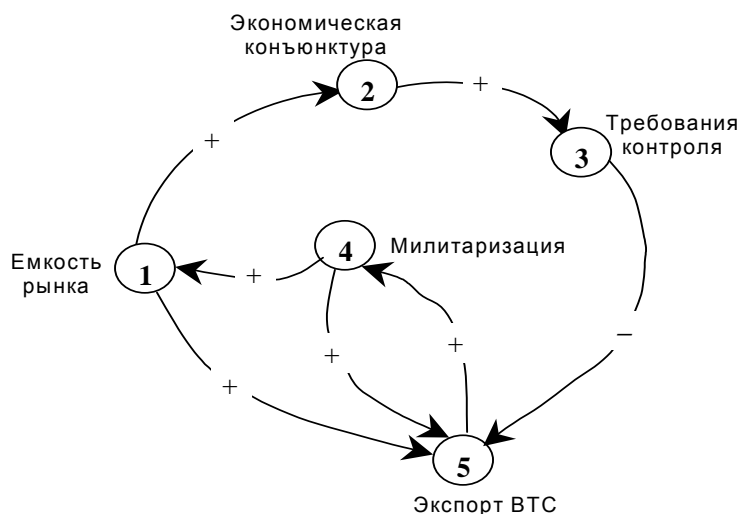 Экономическая
конъюнктура
2
+
Требования
контроля
3
+
4
Милитаризация
Емкость
рынка
1
+
+
+
–
+
5
Экспорт ВТС